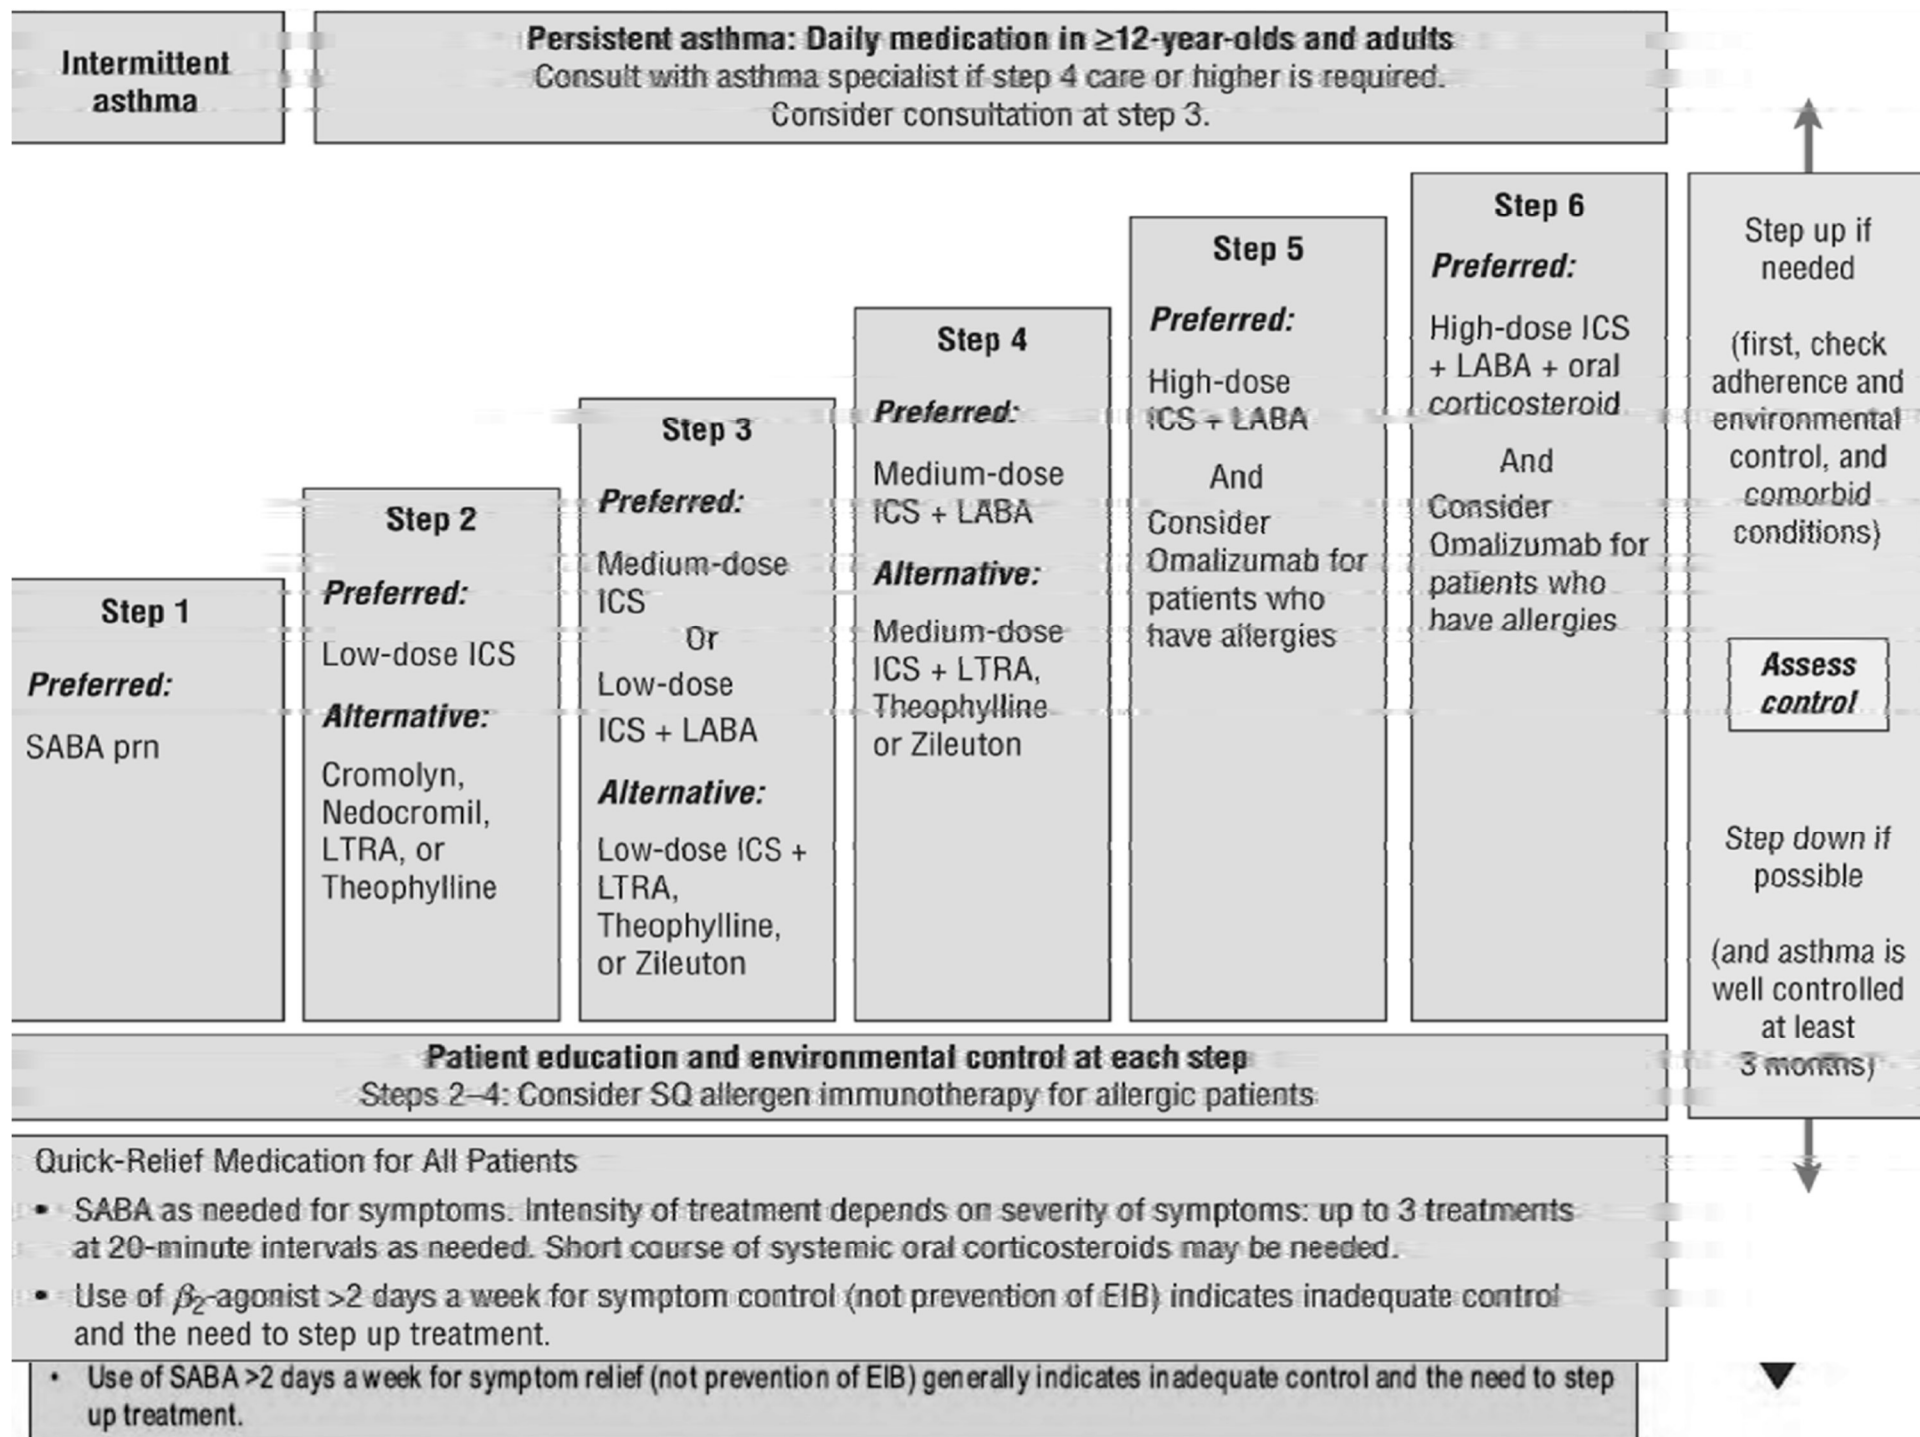 Intermittent
asthma
Persistent asthma: Daily medication in ≥12-year-olds and adults
Consult with asthma specialist if step 4 care or higher is required.
Consider consultation at step 3.
Step 1
Preferred:
SABA prn
Step 2
Preferred:
Low-dose ICS
Alternative:
Cromolyn,
Nedocromil,
LTRA, or
Theophylline
Step 3
Preferred:
Medium-dose
ICS
Or
Low-dose
ICS + LABA
Alternative:
Low-dose ICS +
LTRA,
Theophylline,
or Zileuton
Step 4
Preferred:
Medium-dose
ICS + LABA
Alternative:
Medium-dose
ICS + LTRA,
Theophylline
or Zileuton
Step 5
Preferred:
High-dose
ICS + LABA
And
Consider
Omalizumab for
patients who
have allergies
Step 6
Preferred:
High-dose ICS
+ LABA + oral
corticosteroid
And
Consider
Omalizumab for
patients who
have allergies
Step up if
needed
(first, check
adherence and
environmental
control, and
comorbid
conditions)
Assess
control
Step down if
possible
(and asthma is
well controlled
at least
3 months)
Patient education and environmental control at each step
Steps 2–4: Consider SQ allergen immunotherapy for allergic patients
Quick-Relief Medication for All Patients
• SABA as needed for symptoms. Intensity of treatment depends on severity of symptoms: up to 3 treatments
at 20-minute intervals as needed. Short course of systemic oral corticosteroids may be needed.
• Use of β2-agonist >2 days a week for symptom control (not prevention of EIB) indicates inadequate control
and the need to step up treatment.
• Use of SABA >2 days a week for symptom relief (not prevention of EIB) generally indicates inadequate control and the need to step
up treatment.